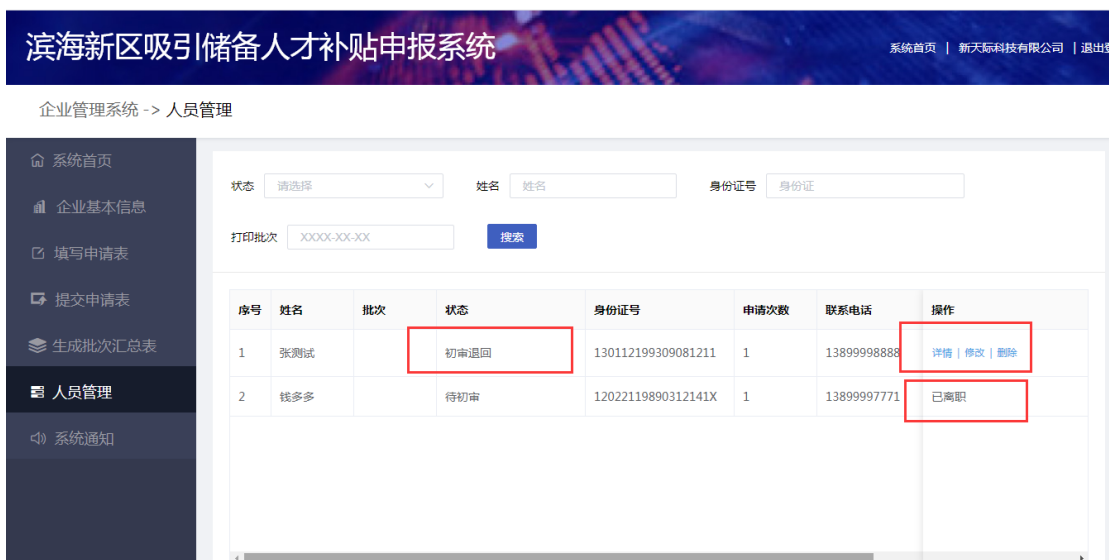 滨海新区吸引储备人才补贴申报系统
系统首页 | 新天际科技有限公司 | 退出登
企业管理系统 -> 人员管理
系统首页
企业基本信息
填写申请表
提交申请表
生成批次汇总表
人员管理
系统通知
状态 请选择 姓名 姓名 身份证号 身份证
打印批次 XXXX-XX-XX 搜索
序号 姓名 批次 状态 身份证号 申请次数 联系电话 操作
1 张测试 初审退回 130112199309081211 1 13899998888 详情 | 修改 | 删除
2 钱多多 待初审 12022119890312141X 1 13899997771 已离职